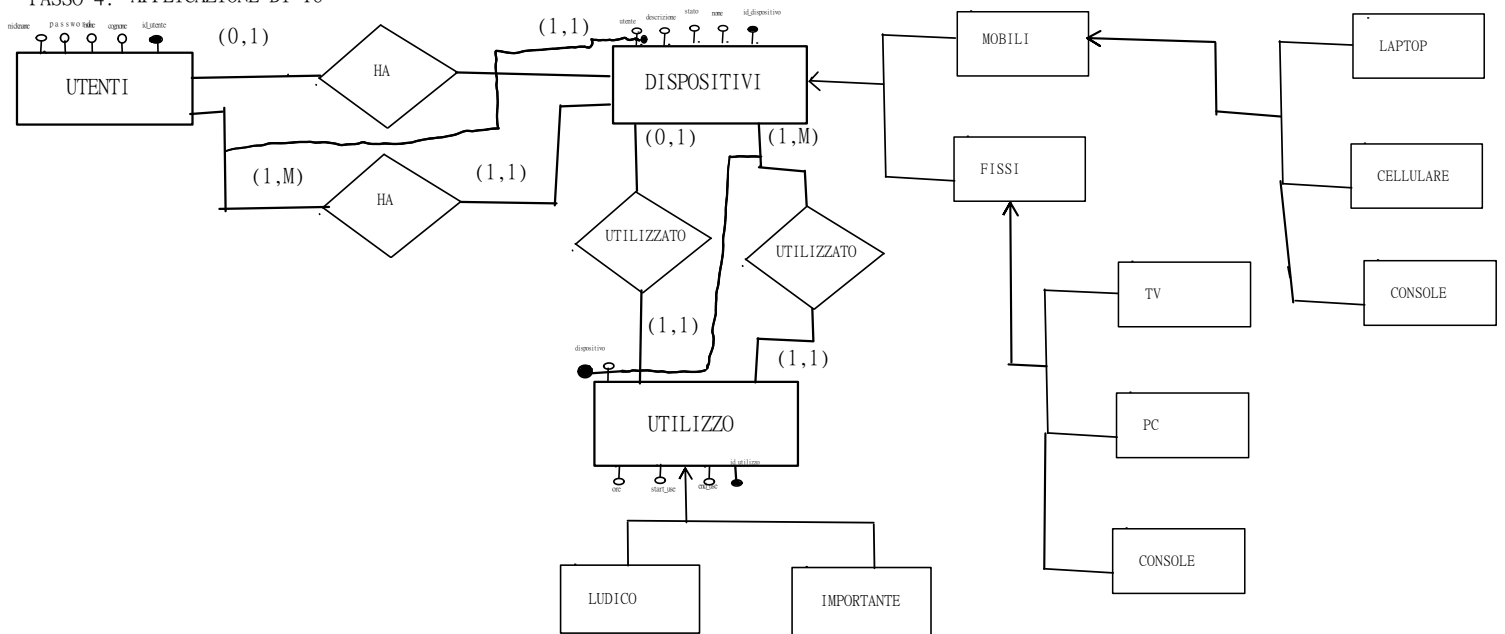 PASSO 4: APPLICAZIONE DI T6
nickname password nome cognome id_utente
(0,1)
(1,1)
utente descrizione stato nome id_dispositivo
UTENTI
HA
DISPOSITIVI
(1,M)
HA
(1,1)
(0,1)
(1,M)
UTILIZZATO
UTILIZZATO
(1,1)
(1,1)
dispositivo
UTILIZZO
ore start_use end_use id_utilizzo
LUDICO
IMPORTANTE
MOBILI
FISSI
LAPTOP
CELLULARE
CONSOLE
TV
PC
CONSOLE